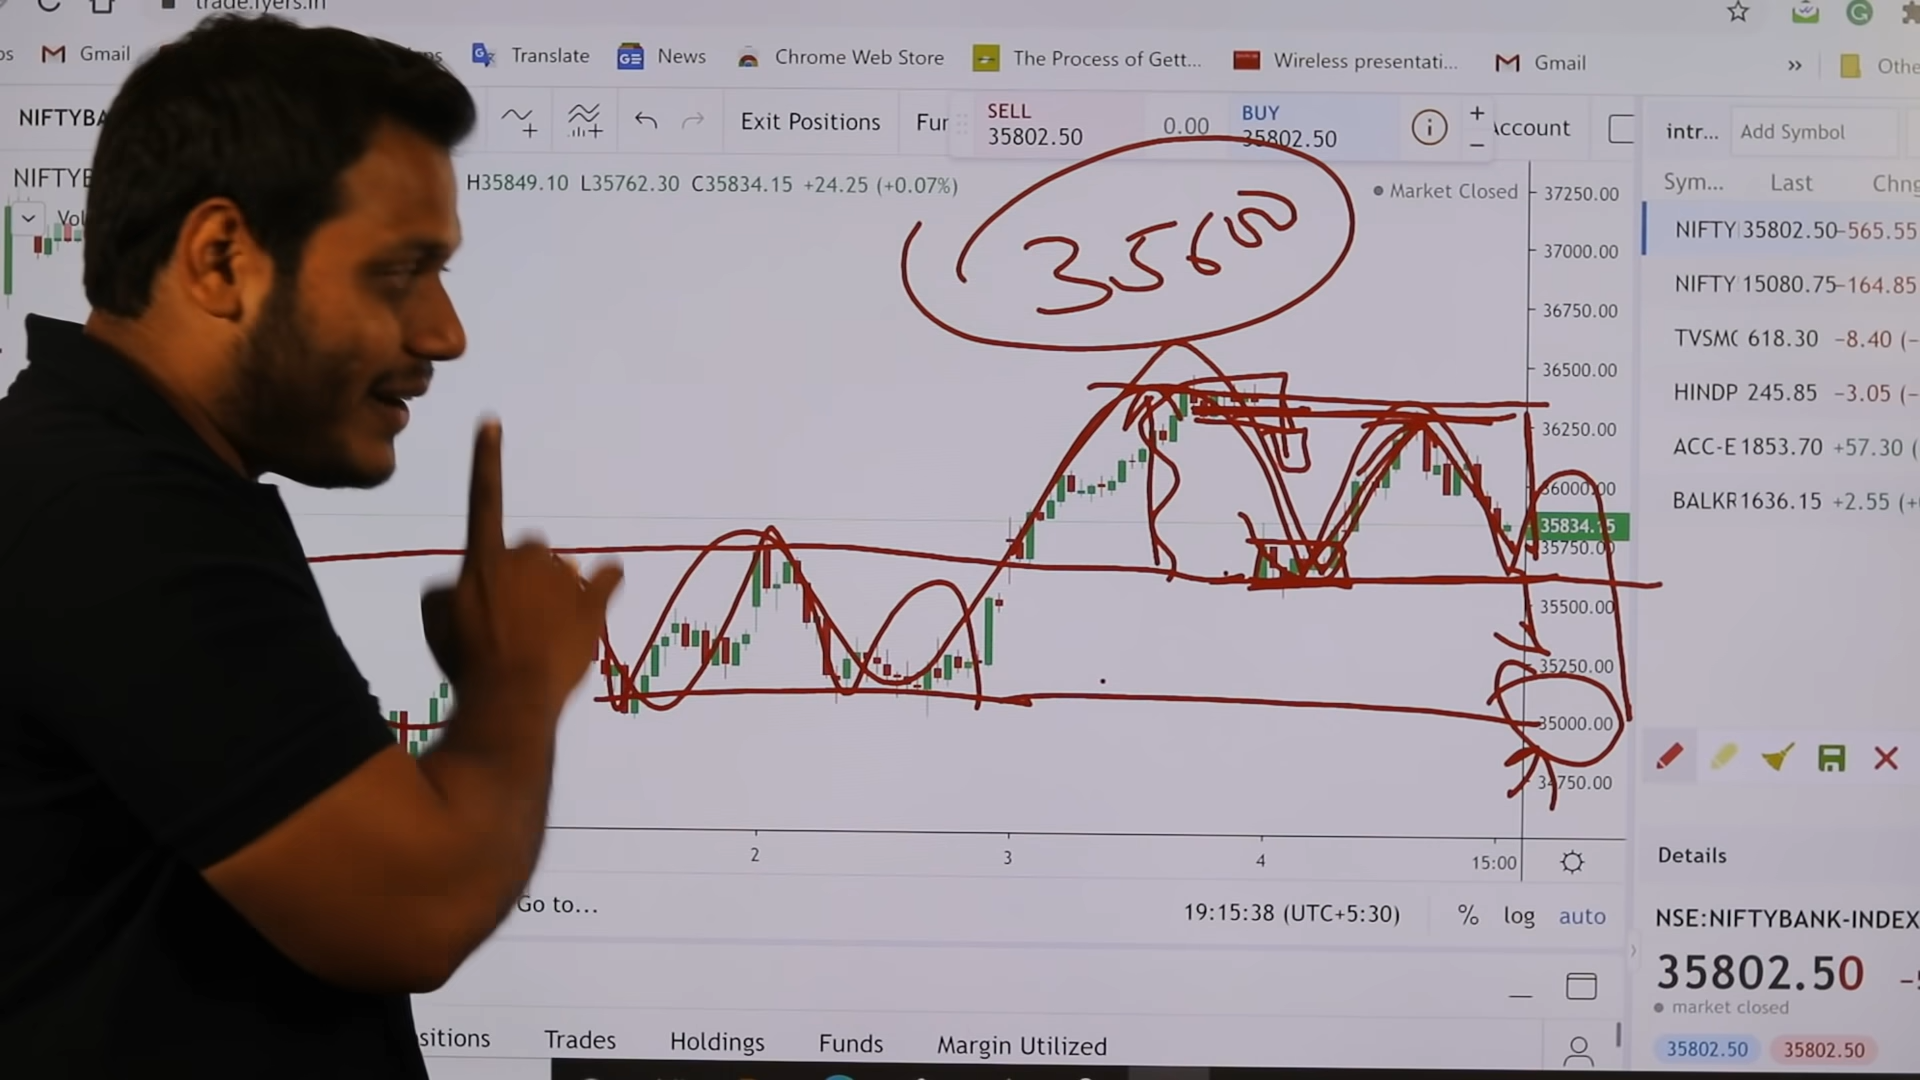 trade.fyers.in
Gmail
Translate
News
Chrome Web Store
The Process of Gett...
Wireless presentati...
Gmail
»
Othe
NIFTYBA
Exit Positions
Fur
SELL
35802.50
0.00
BUY
35802.50
+
−
Account
intr...
Add Symbol
NIFTYB
H35849.10 L35762.30 C35834.15 +24.25 (+0.07%)
Market Closed
Vol
35600
37250.00
37000.00
36750.00
36500.00
36250.00
36000.00
35834.15
35750.00
35500.00
35250.00
35000.00
34750.00
Sym... Last Chng
NIFTY 35802.50 −565.55
NIFTY 15080.75 −164.85
TVSMC 618.30 −8.40 (−
HINDP 245.85 −3.05 (−
ACC-E 1853.70 +57.30 (
BALKR 1636.15 +2.55 (+
2 3 4 15:00
Go to...
19:15:38 (UTC+5:30) % log auto
Details
NSE:NIFTYBANK-INDEX
35802.50
market closed
35802.50 35802.50
sitions Trades Holdings Funds Margin Utilized